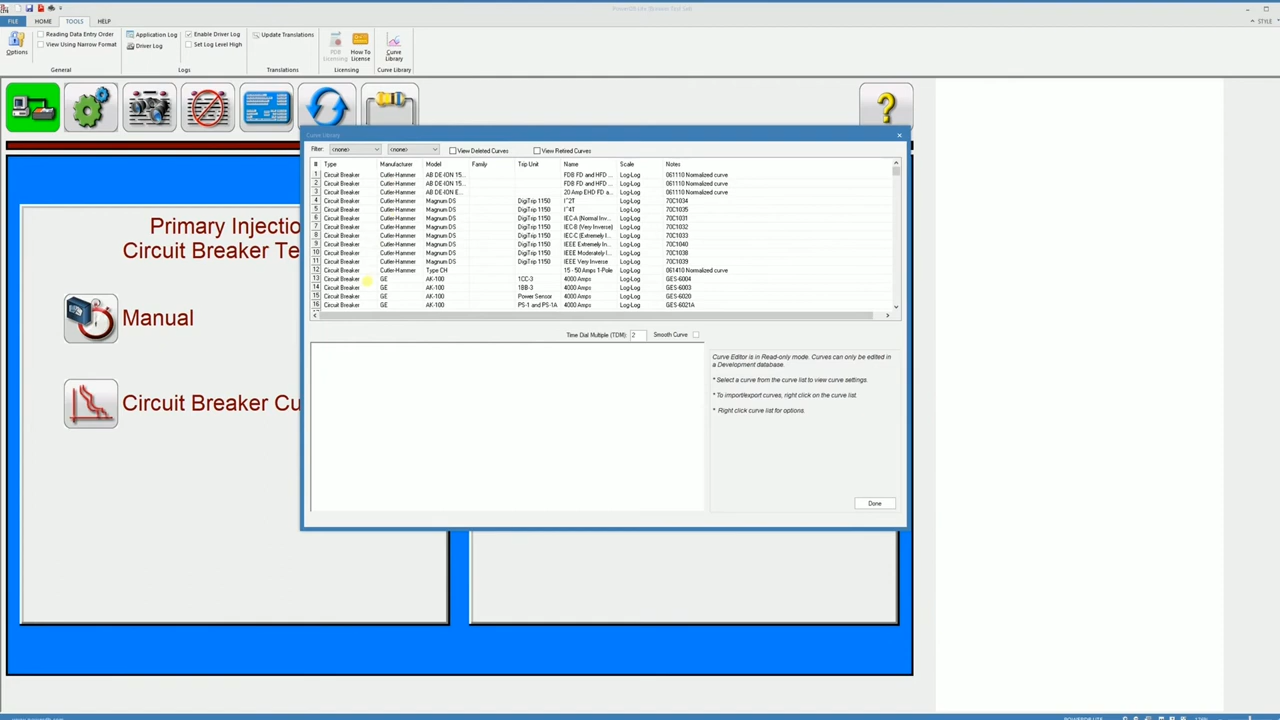 PowerDB Lite (Breaker Test Set)
FILE HOME TOOLS HELP
STYLE
Options
Reading Data Entry Order
View Using Narrow Format
General
Application Log
Driver Log
Enable Driver Log
Set Log Level High
Logs
Update Translations
Translations
PDB Licensing
How To License
Licensing
Curve Library
Curve Library
Primary Injectio
Circuit Breaker Te
Manual
Circuit Breaker Cu
Curve Library
Filter: <none> <none> View Deleted Curves View Retired Curves
# Type Manufacturer Model Family Trip Unit Name Scale Notes
1 Circuit Breaker Cutler-Hammer AB DE-ION 15... FDB FD and HFD ... Log-Log 061110 Normalized curve
2 Circuit Breaker Cutler-Hammer AB DE-ION 15... FDB FD and HFD ... Log-Log 061110 Normalized curve
3 Circuit Breaker Cutler-Hammer AB DE-ION E... 20 Amp EHD FD a... Log-Log 061110 Normalized curve
4 Circuit Breaker Cutler-Hammer Magnum DS DigiTrip 1150 I^2T Log-Log 70C1034
5 Circuit Breaker Cutler-Hammer Magnum DS DigiTrip 1150 I^4T Log-Log 70C1035
6 Circuit Breaker Cutler-Hammer Magnum DS DigiTrip 1150 IEC-A (Normal Inv... Log-Log 70C1031
7 Circuit Breaker Cutler-Hammer Magnum DS DigiTrip 1150 IEC-B (Very Inverse) Log-Log 70C1032
8 Circuit Breaker Cutler-Hammer Magnum DS DigiTrip 1150 IEC-C (Extremely I... Log-Log 70C1033
9 Circuit Breaker Cutler-Hammer Magnum DS DigiTrip 1150 IEEE Extremely In... Log-Log 70C1040
10 Circuit Breaker Cutler-Hammer Magnum DS DigiTrip 1150 IEEE Moderately I... Log-Log 70C1038
11 Circuit Breaker Cutler-Hammer Magnum DS DigiTrip 1150 IEEE Very Inverse Log-Log 70C1039
12 Circuit Breaker Cutler-Hammer Type CH 15 - 50 Amps 1-Pole Log-Log 061410 Normalized curve
13 Circuit Breaker GE AK-100 1CC-3 4000 Amps Log-Log GES-6004
14 Circuit Breaker GE AK-100 1BB-3 4000 Amps Log-Log GES-6003
15 Circuit Breaker GE AK-100 Power Sensor 4000 Amps Log-Log GES-6020
16 Circuit Breaker GE AK-100 PS-1 and PS-1A 4000 Amps Log-Log GES-6021A
Time Dial Multiple (TDM): 2 Smooth Curve
Curve Editor is in Read-only mode. Curves can only be edited
in a Development database.
* Select a curve from the curve list to view curve settings.
* To import/export curves, right click on the curve list.
* Right click curve list for options.
Done
www.powerdb.com
POWERDB LITE